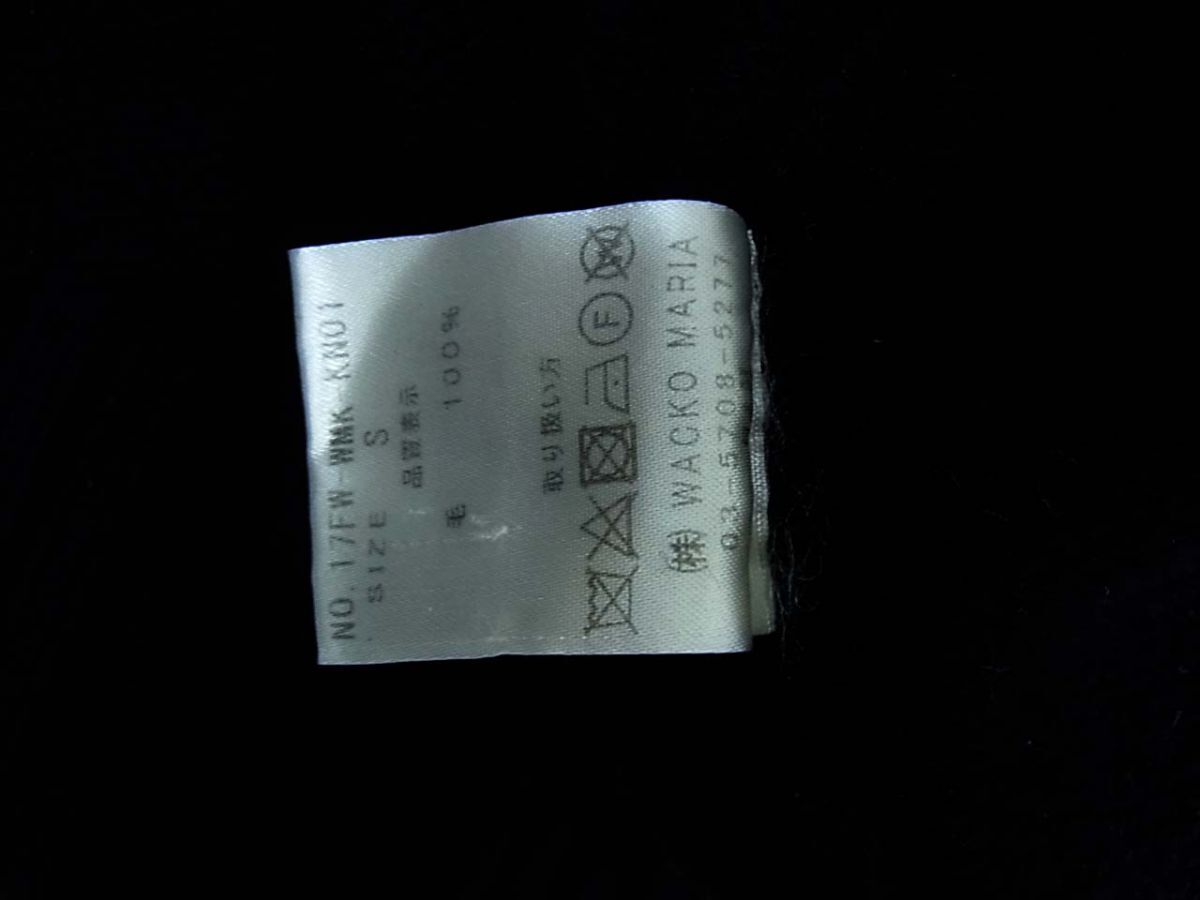 NO. 17FW-WMK-KN01
SIZE S
品質表示
毛 100%
取り扱い方
F
(株) WACKO MARIA
03-5708-5277